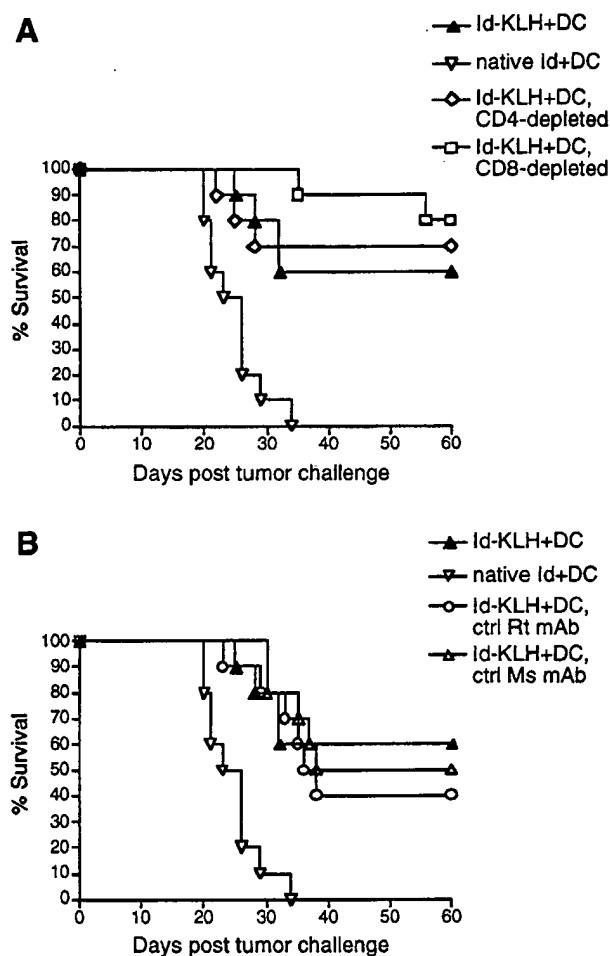 A
Id-KLH+DC
native Id+DC
Id-KLH+DC,
CD4-depleted
Id-KLH+DC,
CD8-depleted
% Survival
100
90
80
70
60
50
40
30
20
10
0
0 10 20 30 40 50 60
Days post tumor challenge
B
Id-KLH+DC
native Id+DC
Id-KLH+DC,
ctrl Rt mAb
Id-KLH+DC,
ctrl Ms mAb
% Survival
100
90
80
70
60
50
40
30
20
10
0
0 10 20 30 40 50 60
Days post tumor challenge